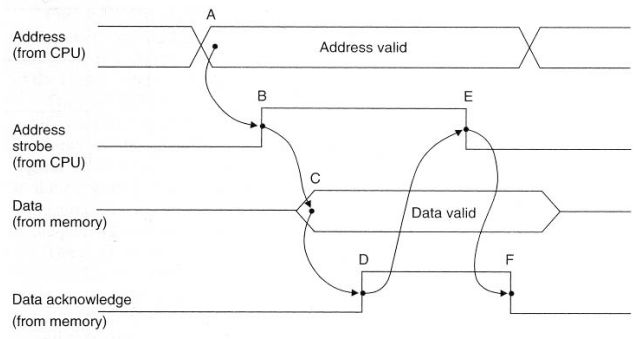 A
Address
(from CPU)
Address valid
B
E
Address
strobe
(from CPU)
C
Data
(from memory)
Data valid
D
F
Data acknowledge
(from memory)